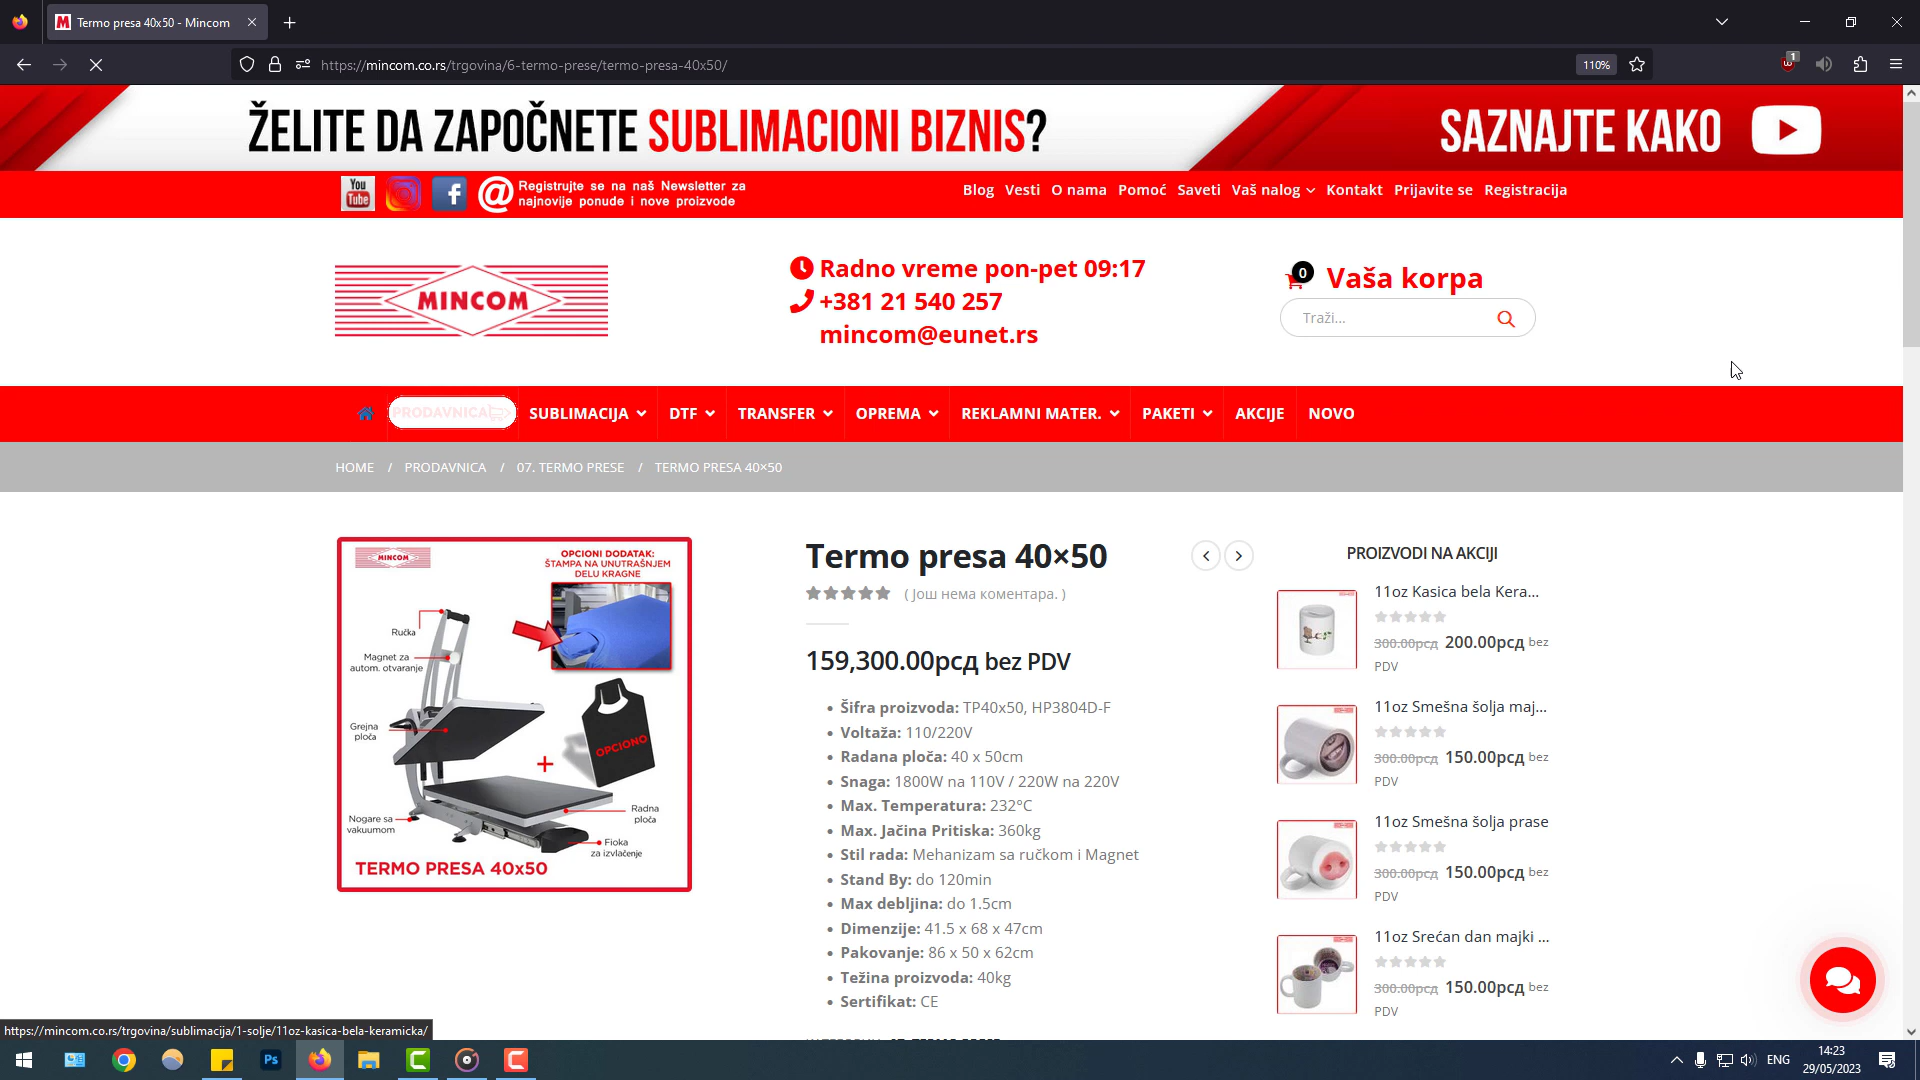 Termo presa 40x50 - Mincom
https://mincom.co.rs/trgovina/6-termo-prese/termo-presa-40x50/
110%
1
ŽELITE DA ZAPOČNETE SUBLIMACIONI BIZNIS?
SAZNAJTE KAKO
You
Tube
Registrujte se na naš Newsletter za
najnovije ponude i nove proizvode
Blog Vesti O nama Pomoć Saveti Vaš nalog Kontakt Prijavite se Registracija
MINCOM
Radno vreme pon-pet 09:17
+381 21 540 257
mincom@eunet.rs
0
Vaša korpa
Traži...
PRODAVNICA SUBLIMACIJA DTF TRANSFER OPREMA REKLAMNI MATER. PAKETI AKCIJE NOVO
HOME / PRODAVNICA / 07. TERMO PRESE / TERMO PRESA 40×50
MINCOM
OPCIONI DODATAK:
ŠTAMPA NA UNUTRAŠNJEM
DELU KRAGNE
Ručka
Magnet za
autom. otvaranje
Grejna
ploča
OPCIONO
+
Radna
ploča
Nogare sa
vakuumom
Fioka
za izvlačenje
TERMO PRESA 40x50
Termo presa 40×50
( Још нема коментара. )
159,300.00рсд bez PDV
Šifra proizvoda: TP40x50, HP3804D-F
Voltaža: 110/220V
Radana ploča: 40 x 50cm
Snaga: 1800W na 110V / 220W na 220V
Max. Temperatura: 232°C
Max. Jačina Pritiska: 360kg
Stil rada: Mehanizam sa ručkom i Magnet
Stand By: do 120min
Max debljina: do 1.5cm
Dimenzije: 41.5 x 68 x 47cm
Pakovanje: 86 x 50 x 62cm
Težina proizvoda: 40kg
Sertifikat: CE
PROIZVODI NA AKCIJI
11oz Kasica bela Kera...
300.00рсд 200.00рсд bez
PDV
11oz Smešna šolja maj...
300.00рсд 150.00рсд bez
PDV
11oz Smešna šolja prase
300.00рсд 150.00рсд bez
PDV
11oz Srećan dan majki ...
300.00рсд 150.00рсд bez
PDV
https://mincom.co.rs/trgovina/sublimacija/1-solje/11oz-kasica-bela-keramicka/
Ps
ENG
14:23
29/05/2023